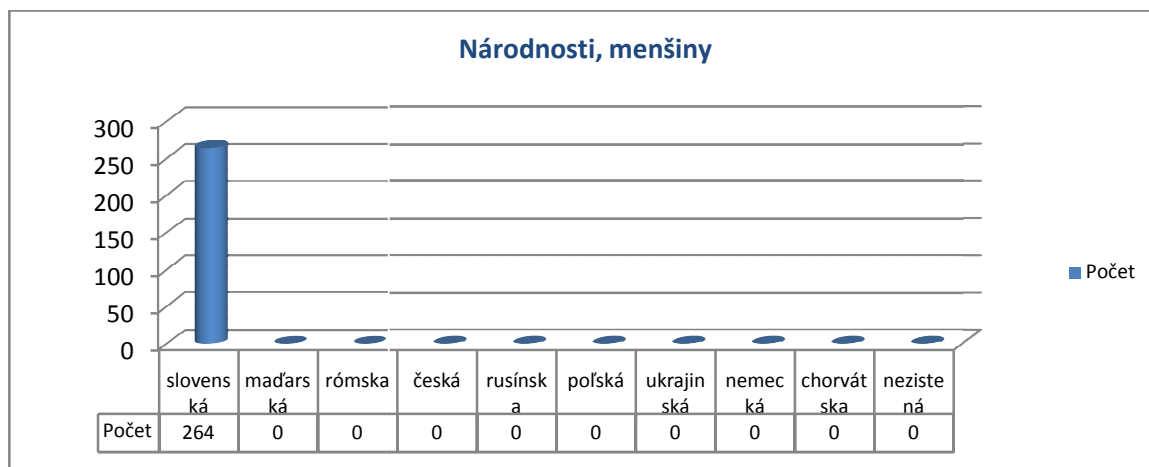 Národnosti, menšiny
300
250
200
150
100
50
0
slovens maďars rómska česká rusínsk poľská ukrajin nemec chorvát neziste
ká ská a ská ká ska ná
Počet 264 0 0 0 0 0 0 0 0 0
Počet